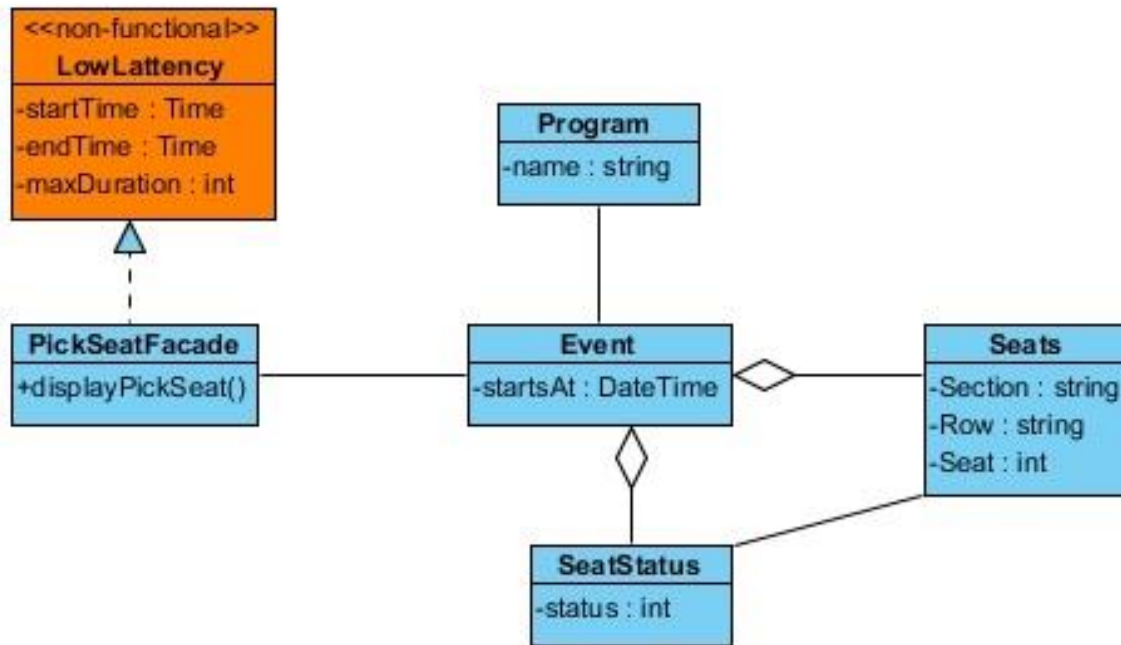 <<non-functional>>
LowLattency
-startTime : Time
-endTime : Time
-maxDuration : int
Program
-name : string
PickSeatFacade
+displayPickSeat()
Event
-startsAt : DateTime
Seats
-Section : string
-Row : string
-Seat : int
SeatStatus
-status : int